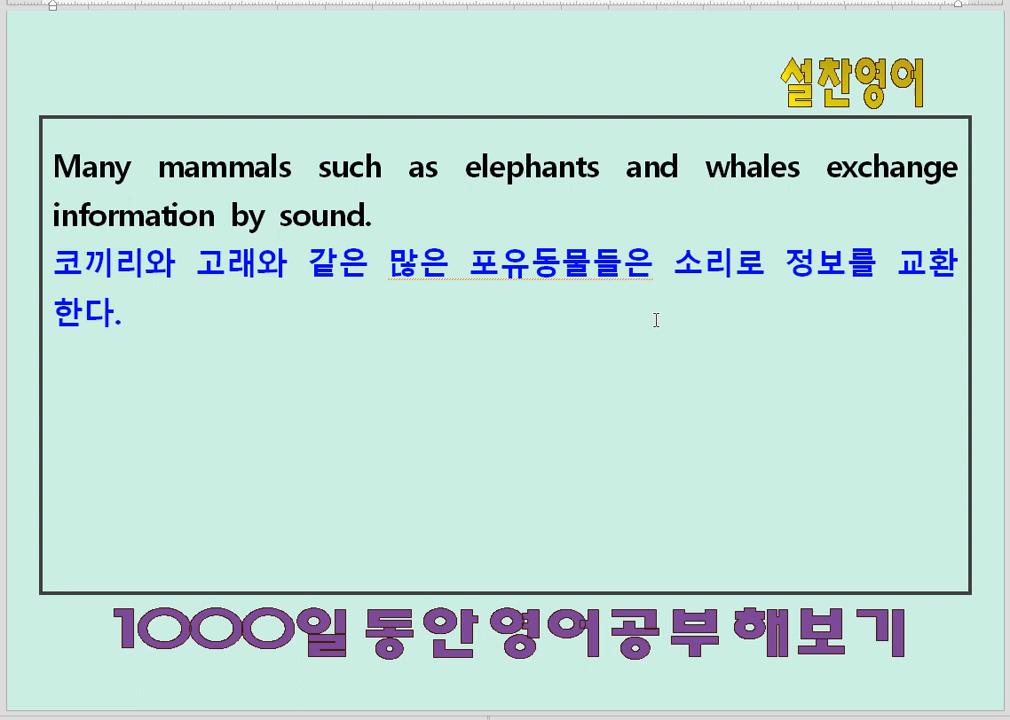 설찬영어
Many mammals such as elephants and whales exchange
information by sound.
코끼리와 고래와 같은 많은 포유동물들은 소리로 정보를 교환
한다.
1000일 동안 영어 공부 해보기